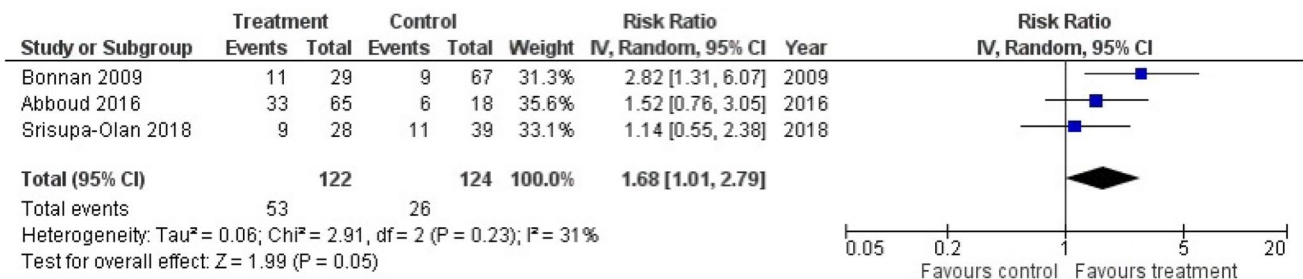 Treatment Control Risk Ratio Risk Ratio
Study or Subgroup Events Total Events Total Weight IV, Random, 95% CI Year IV, Random, 95% CI
Bonnan 2009 11 29 9 67 31.3% 2.82 [1.31, 6.07] 2009
Abboud 2016 33 65 6 18 35.6% 1.52 [0.76, 3.05] 2016
Srisupa-Olan 2018 9 28 11 39 33.1% 1.14 [0.55, 2.38] 2018
Total (95% CI) 122 124 100.0% 1.68 [1.01, 2.79]
Total events 53 26
Heterogeneity: Tau² = 0.06; Chi² = 2.91, df = 2 (P = 0.23); I² = 31%
Test for overall effect: Z = 1.99 (P = 0.05)
0.05 0.2 1 5 20
Favours control Favours treatment